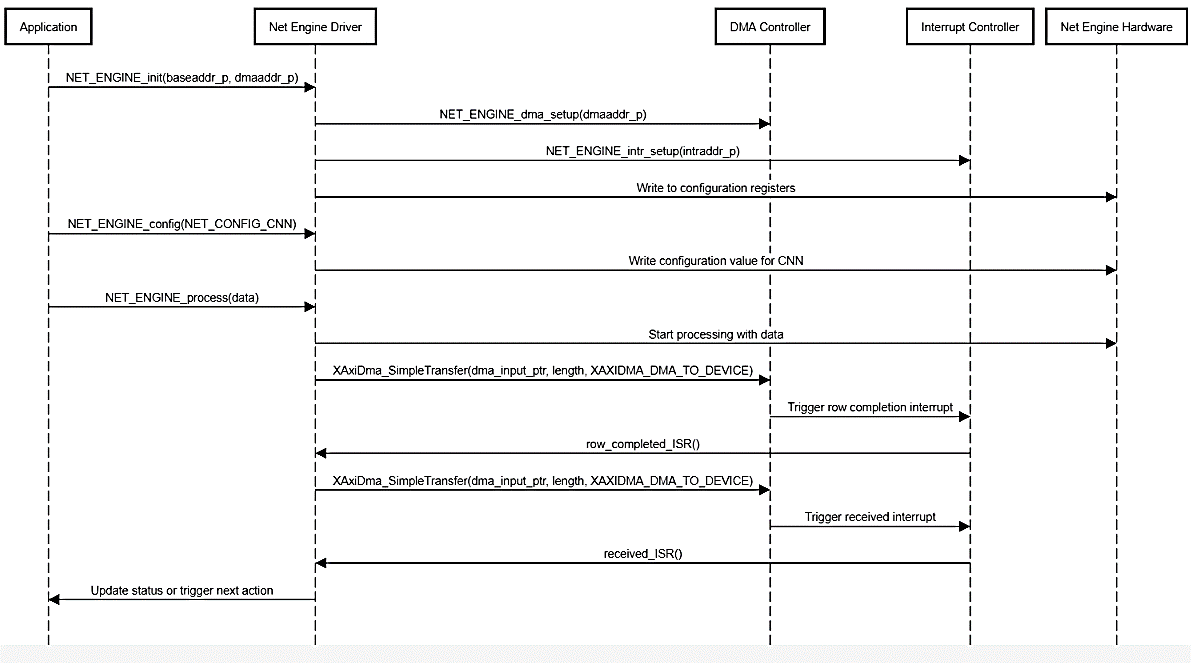 Application
Net Engine Driver
DMA Controller
Interrupt Controller
Net Engine Hardware
NET_ENGINE_init(baseaddr_p, dmaaddr_p)
NET_ENGINE_dma_setup(dmaaddr_p)
NET_ENGINE_intr_setup(intraddr_p)
Write to configuration registers
NET_ENGINE_config(NET_CONFIG_CNN)
Write configuration value for CNN
NET_ENGINE_process(data)
Start processing with data
XAxiDma_SimpleTransfer(dma_input_ptr, length, XAXIDMA_DMA_TO_DEVICE)
Trigger row completion interrupt
row_completed_ISR()
XAxiDma_SimpleTransfer(dma_input_ptr, length, XAXIDMA_DMA_TO_DEVICE)
Trigger received interrupt
received_ISR()
Update status or trigger next action